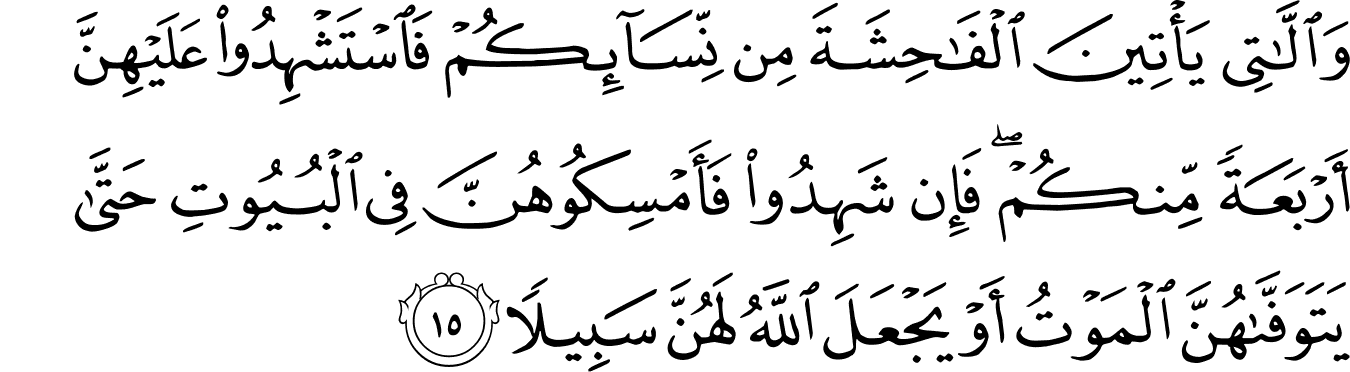 وَٱلَّٰتِى يَأۡتِينَ ٱلۡفَٰحِشَةَ مِن نِّسَآئِكُمۡ فَٱسۡتَشۡهِدُواْ عَلَيۡهِنَّ
أَرۡبَعَةً مِّنكُمۡۖ فَإِن شَهِدُواْ فَأَمۡسِكُوهُنَّ فِى ٱلۡبُيُوتِ حَتَّىٰ
يَتَوَفَّىٰهُنَّ ٱلۡمَوۡتُ أَوۡ يَجۡعَلَ ٱللَّهُ لَهُنَّ سَبِيلًا ١٥